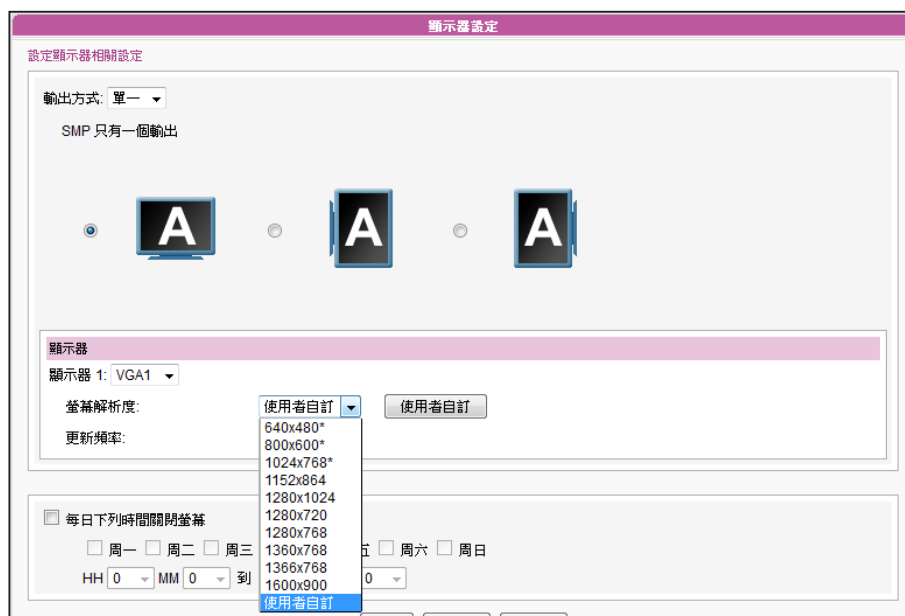 顯示器設定
設定顯示器相關設定
輸出方式: 單一
SMP 只有一個輸出
A A A
顯示器
顯示器 1: VGA1
螢幕解析度: 使用者自訂 使用者自訂
更新頻率:
640x480*
800x600*
1024x768*
1152x864
1280x1024
1280x720
1280x768
1360x768
1366x768
1600x900
使用者自訂
每日下列時間關閉螢幕
周一 周二 周三 五 周六 周日
HH 0 MM 0 到 0